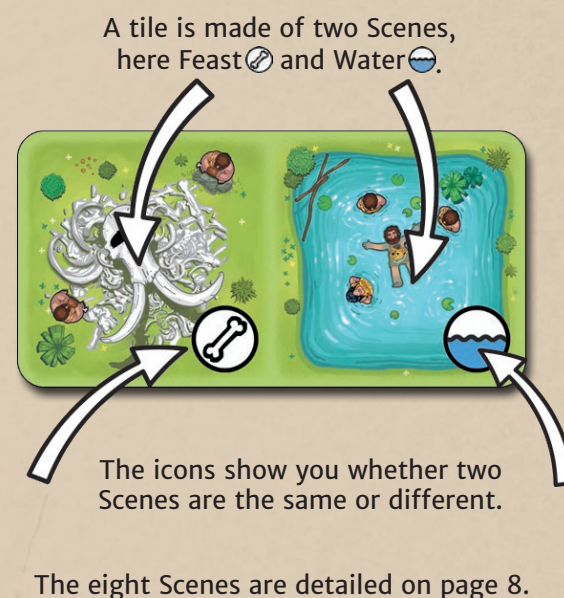 A tile is made of two Scenes,
here Feast and Water.
The icons show you whether two
Scenes are the same or different.
The eight Scenes are detailed on page 8.